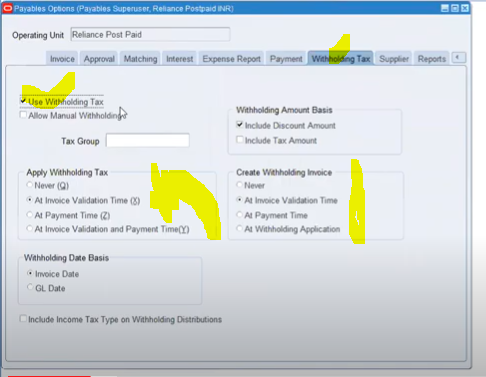 Payables Options (Payables Superuser, Reliance Postpaid INR)
Operating Unit Reliance Post Paid
Invoice Approval Matching Interest Expense Report Payment Withholding Tax Supplier Reports
Use Withholding Tax
Allow Manual Withholding
Tax Group
Withholding Amount Basis
Include Discount Amount
Include Tax Amount
Apply Withholding Tax
Never (Q)
At Invoice Validation Time (X)
At Payment Time (Z)
At Invoice Validation and Payment Time(Y)
Create Withholding Invoice
Never
At Invoice Validation Time
At Payment Time
At Withholding Application
Withholding Date Basis
Invoice Date
GL Date
Include Income Tax Type on Withholding Distributions